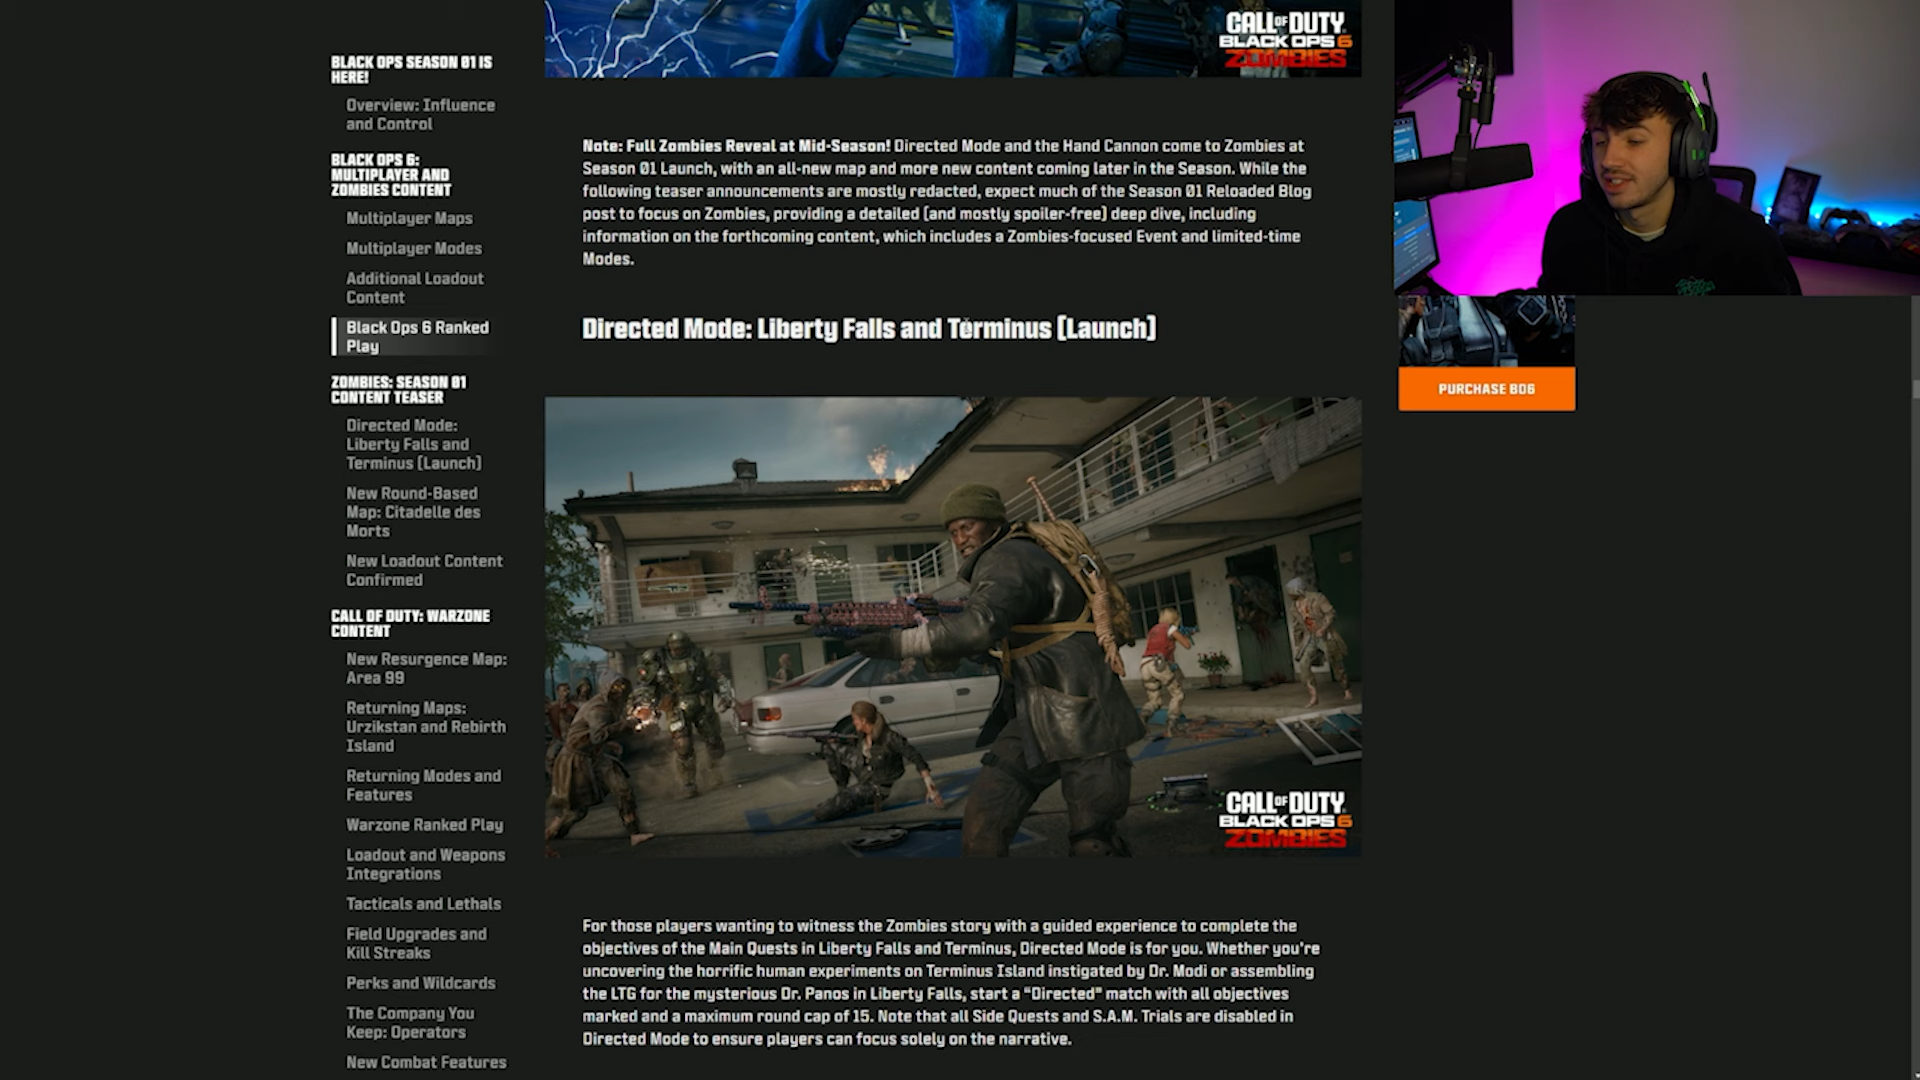 BLACK OPS SEASON 01 IS
HERE!
Overview: Influence
and Control
BLACK OPS 6:
MULTIPLAYER AND
ZOMBIES CONTENT
Multiplayer Maps
Multiplayer Modes
Additional Loadout
Content
Black Ops 6 Ranked
Play
ZOMBIES: SEASON 01
CONTENT TEASER
Directed Mode:
Liberty Falls and
Terminus (Launch)
New Round-Based
Map: Citadelle des
Morts
New Loadout Content
Confirmed
CALL OF DUTY: WARZONE
CONTENT
New Resurgence Map:
Area 99
Returning Maps:
Urzikstan and Rebirth
Island
Returning Modes and
Features
Warzone Ranked Play
Loadout and Weapons
Integrations
Tacticals and Lethals
Field Upgrades and
Kill Streaks
Perks and Wildcards
The Company You
Keep: Operators
New Combat Features
CALL OF DUTY
BLACK OPS 6
ZOMBIES
Note: Full Zombies Reveal at Mid-Season! Directed Mode and the Hand Cannon come to Zombies at
Season 01 Launch, with an all-new map and more new content coming later in the Season. While the
following teaser announcements are mostly redacted, expect much of the Season 01 Reloaded Blog
post to focus on Zombies, providing a detailed (and mostly spoiler-free) deep dive, including
information on the forthcoming content, which includes a Zombies-focused Event and limited-time
Modes.
Directed Mode: Liberty Falls and Terminus (Launch)
CALL OF DUTY
BLACK OPS 6
ZOMBIES
For those players wanting to witness the Zombies story with a guided experience to complete the
objectives of the Main Quests in Liberty Falls and Terminus, Directed Mode is for you. Whether you're
uncovering the horrific human experiments on Terminus Island instigated by Dr. Modi or assembling
the LTG for the mysterious Dr. Panos in Liberty Falls, start a "Directed" match with all objectives
marked and a maximum round cap of 15. Note that all Side Quests and S.A.M. Trials are disabled in
Directed Mode to ensure players can focus solely on the narrative.
PURCHASE BO6